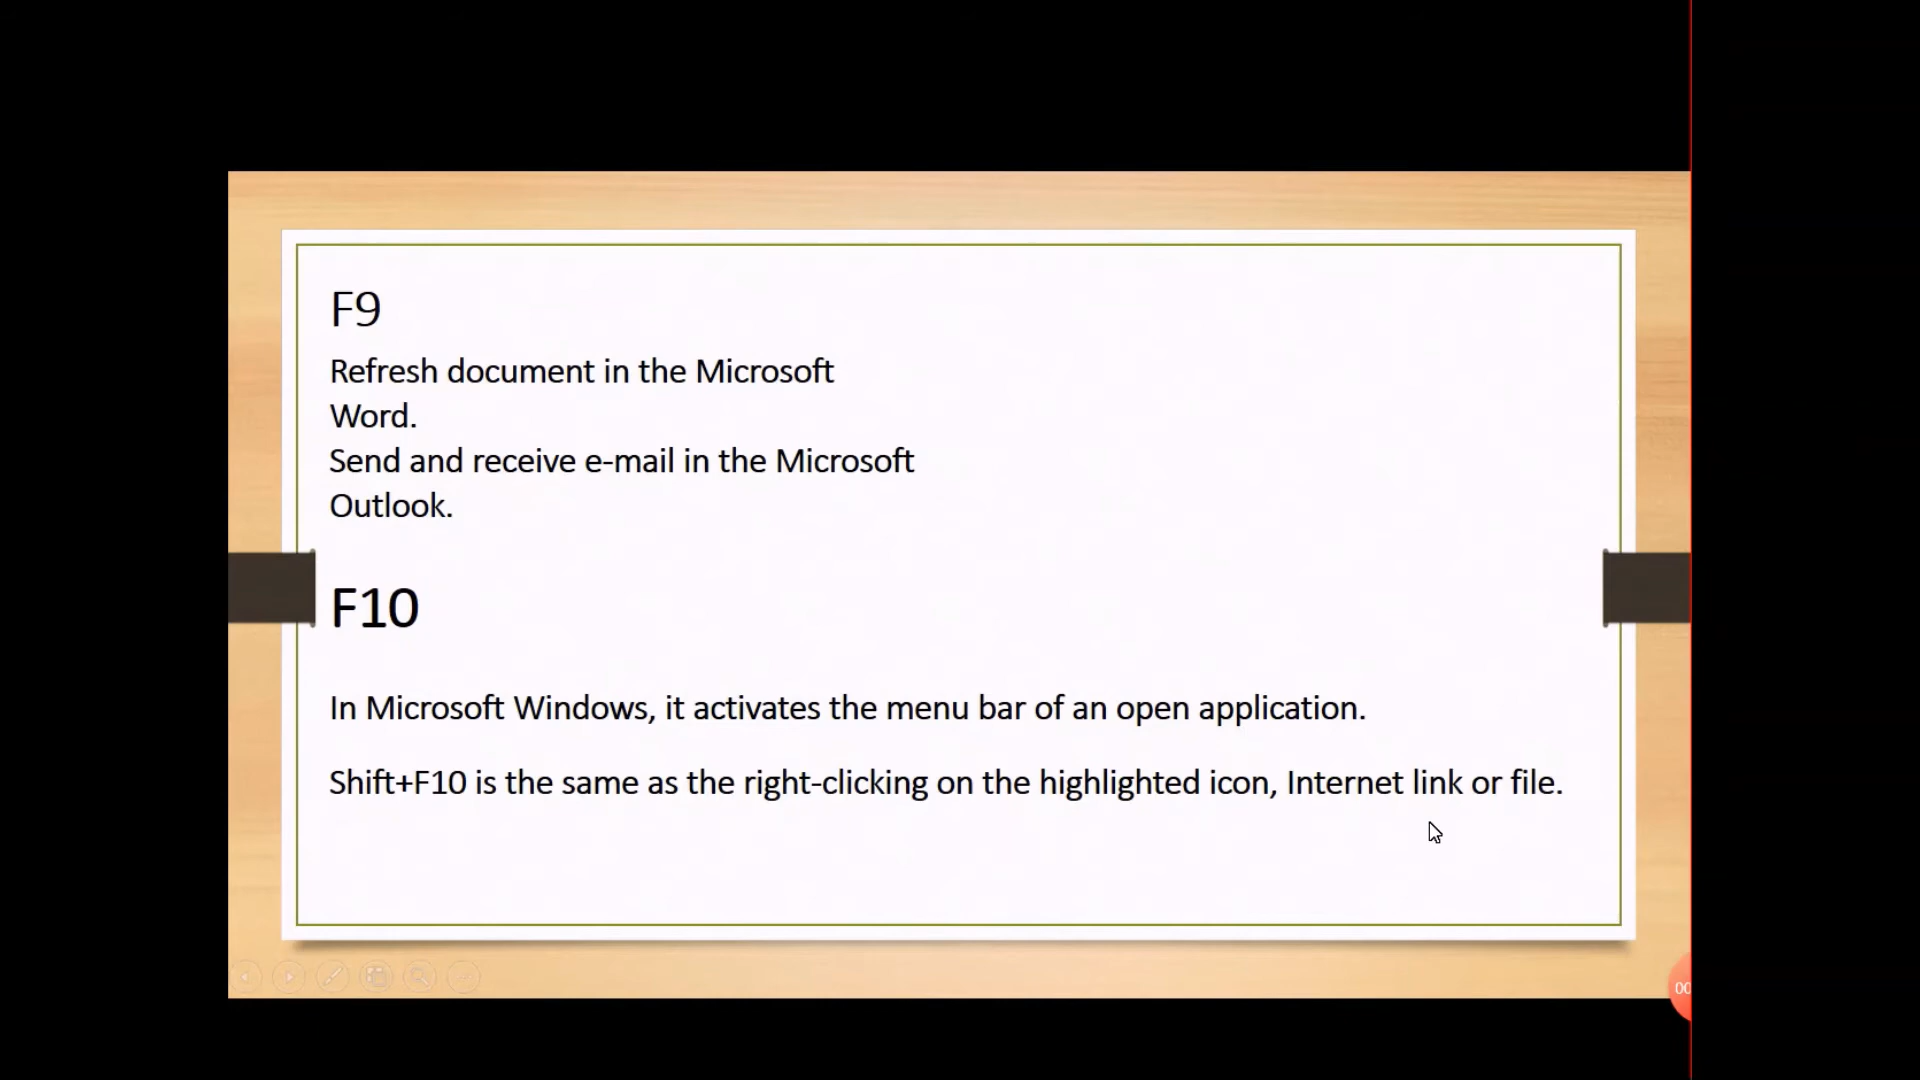 F9
Refresh document in the Microsoft
Word.
Send and receive e-mail in the Microsoft
Outlook.
F10
In Microsoft Windows, it activates the menu bar of an open application.
Shift+F10 is the same as the right-clicking on the highlighted icon, Internet link or file.
00